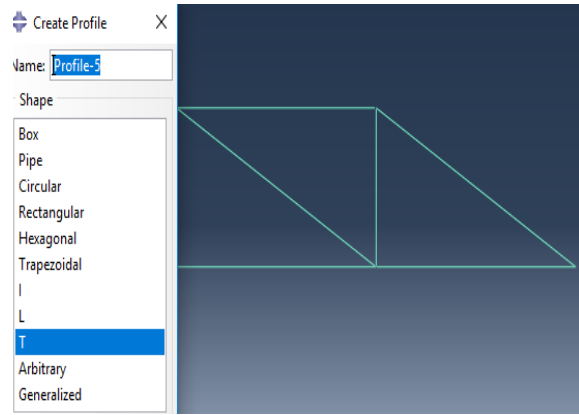 Create Profile
Name: Profile-5
Shape
Box
Pipe
Circular
Rectangular
Hexagonal
Trapezoidal
I
L
T
Arbitrary
Generalized